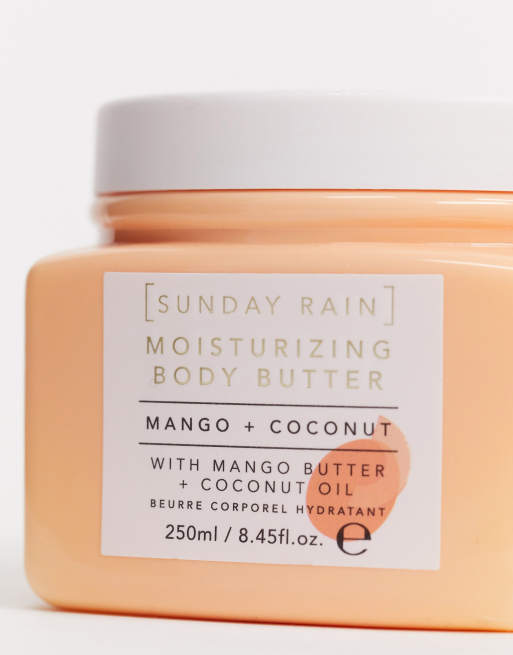 [SUNDAY RAIN]
MOISTURIZING
BODY BUTTER
MANGO + COCONUT
WITH MANGO BUTTER
+ COCONUT OIL
BEURRE CORPOREL HYDRATANT
250ml / 8.45fl.oz. ℮